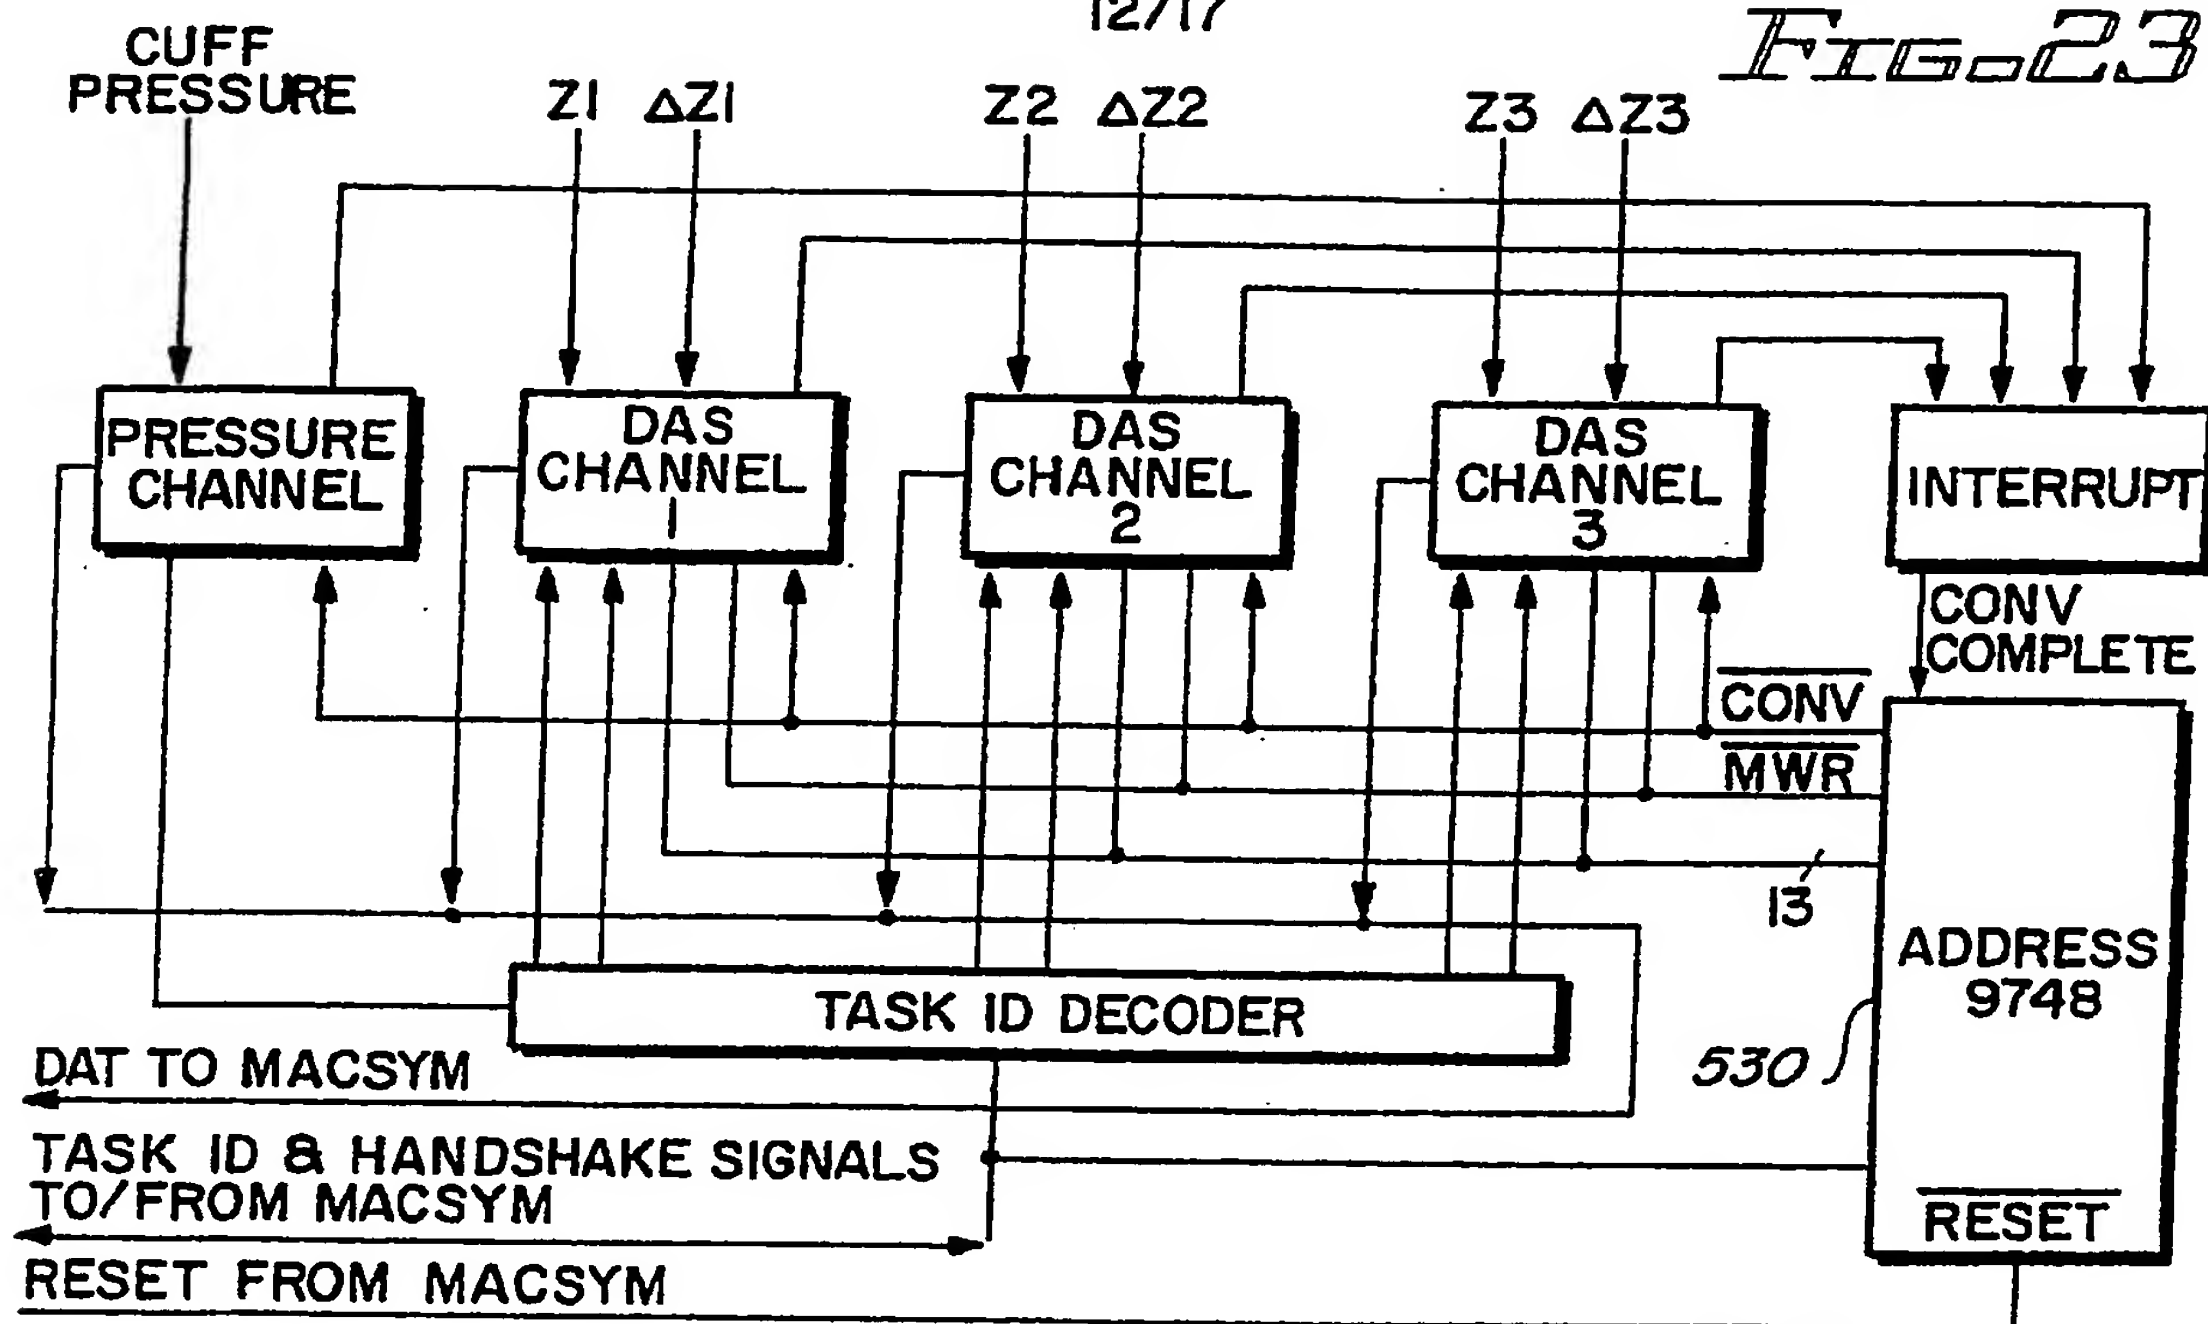 12/17
FIG. 23
CUFF
PRESSURE
Z1 ΔZ1
Z2 ΔZ2
Z3 ΔZ3
PRESSURE
CHANNEL
DAS
CHANNEL
1
DAS
CHANNEL
2
DAS
CHANNEL
3
INTERRUPT
CONV
COMPLETE
CONV
MWR
13
ADDRESS
9748
530
TASK ID DECODER
DAT TO MACSYM
TASK ID & HANDSHAKE SIGNALS
TO/FROM MACSYM
RESET
RESET FROM MACSYM